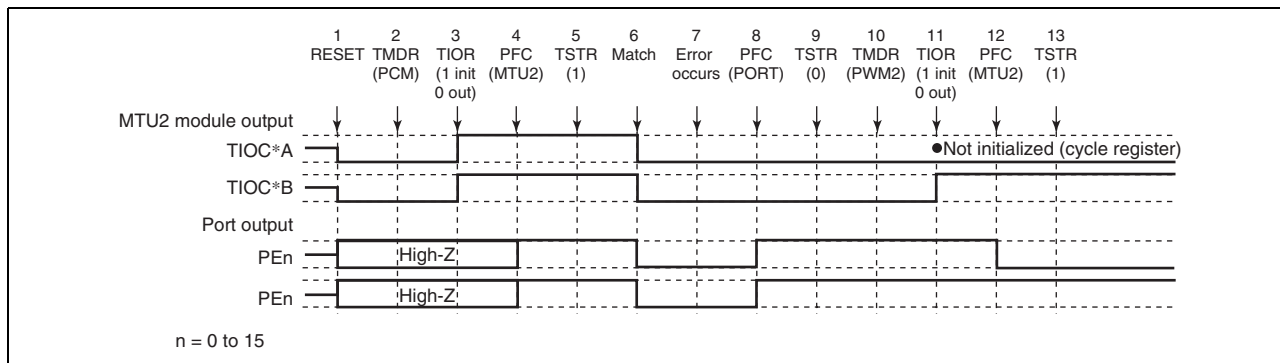 1 2 3 4 5 6 7 8 9 10 11 12 13
RESET TMDR TIOR PFC TSTR Match Error PFC TSTR TMDR TIOR PFC TSTR
(PCM) (1 init (MTU2) (1) occurs (PORT) (0) (PWM2) (1 init (MTU2) (1)
0 out) 0 out)
MTU2 module output
TIOC*A
●Not initialized (cycle register)
TIOC*B
Port output
PEn
High-Z
PEn
High-Z
n = 0 to 15